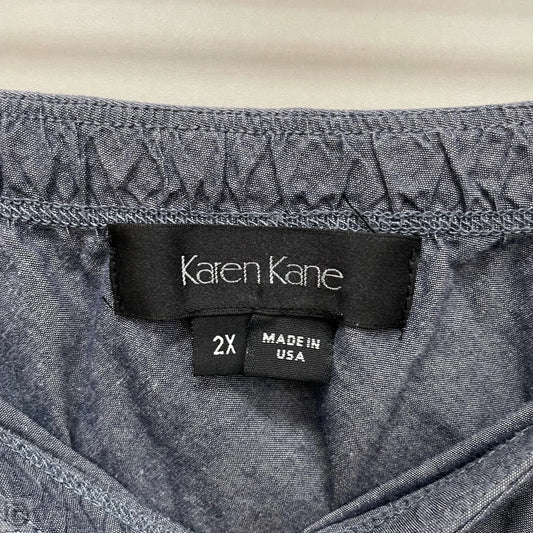 Karen Kane
2X
MADE IN
USA